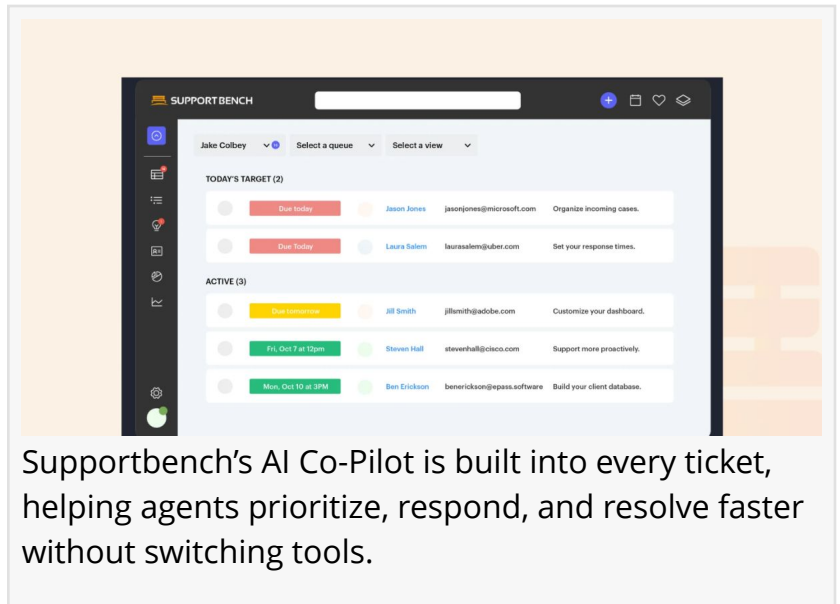 SUPPORTBENCH
Jake Colbey Select a queue Select a view
TODAY'S TARGET (2)
Due today Jason Jones jasonjones@microsoft.com Organize incoming cases.
Due Today Laura Salem laurasalem@uber.com Set your response times.
ACTIVE (3)
Due tomorrow Jill Smith jillsmith@adobe.com Customize your dashboard.
Fri, Oct 7 at 12pm Steven Hall stevenhall@cisco.com Support more proactively.
Mon, Oct 10 at 3PM Ben Erickson benerickson@epass.software Build your client database.
Supportbench’s AI Co-Pilot is built into every ticket,
helping agents prioritize, respond, and resolve faster
without switching tools.